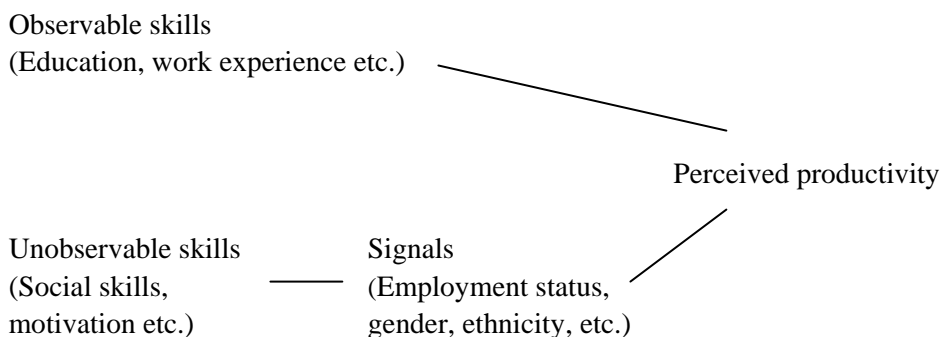 Observable skills
(Education, work experience etc.)
Perceived productivity
Unobservable skills
(Social skills,
motivation etc.)
Signals
(Employment status,
gender, ethnicity, etc.)